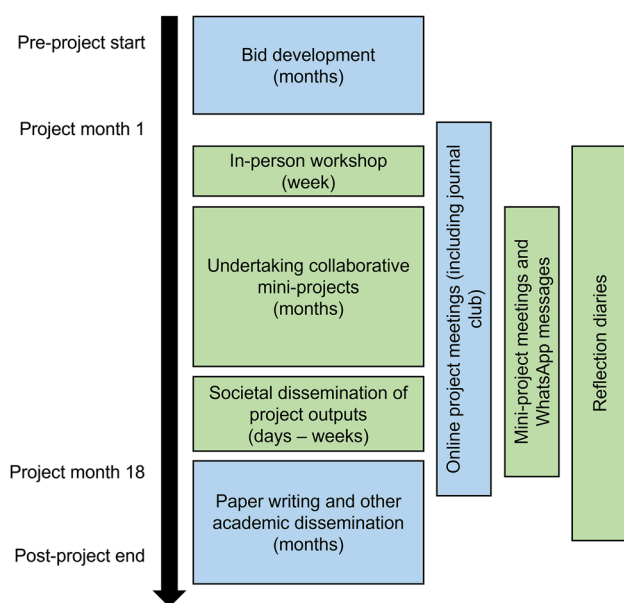 Pre-project start
Bid development
(months)
Project month 1
In-person workshop
(week)
Undertaking collaborative
mini-projects
(months)
Societal dissemination of
project outputs
(days – weeks)
Project month 18
Paper writing and other
academic dissemination
(months)
Post-project end
Online project meetings (including journal
club)
Mini-project meetings and
WhatsApp messages
Reflection diaries